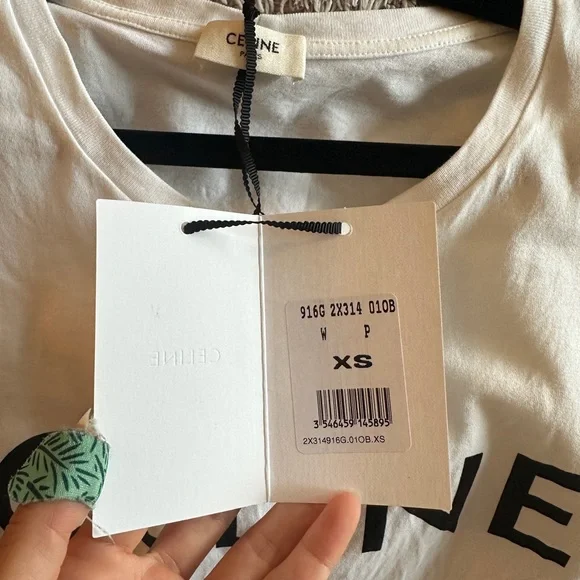 CELINE
PARIS
CELINE
916G 2X314 01OB
W P
XS
3 546459 145895
2X314916G.01OB.XS